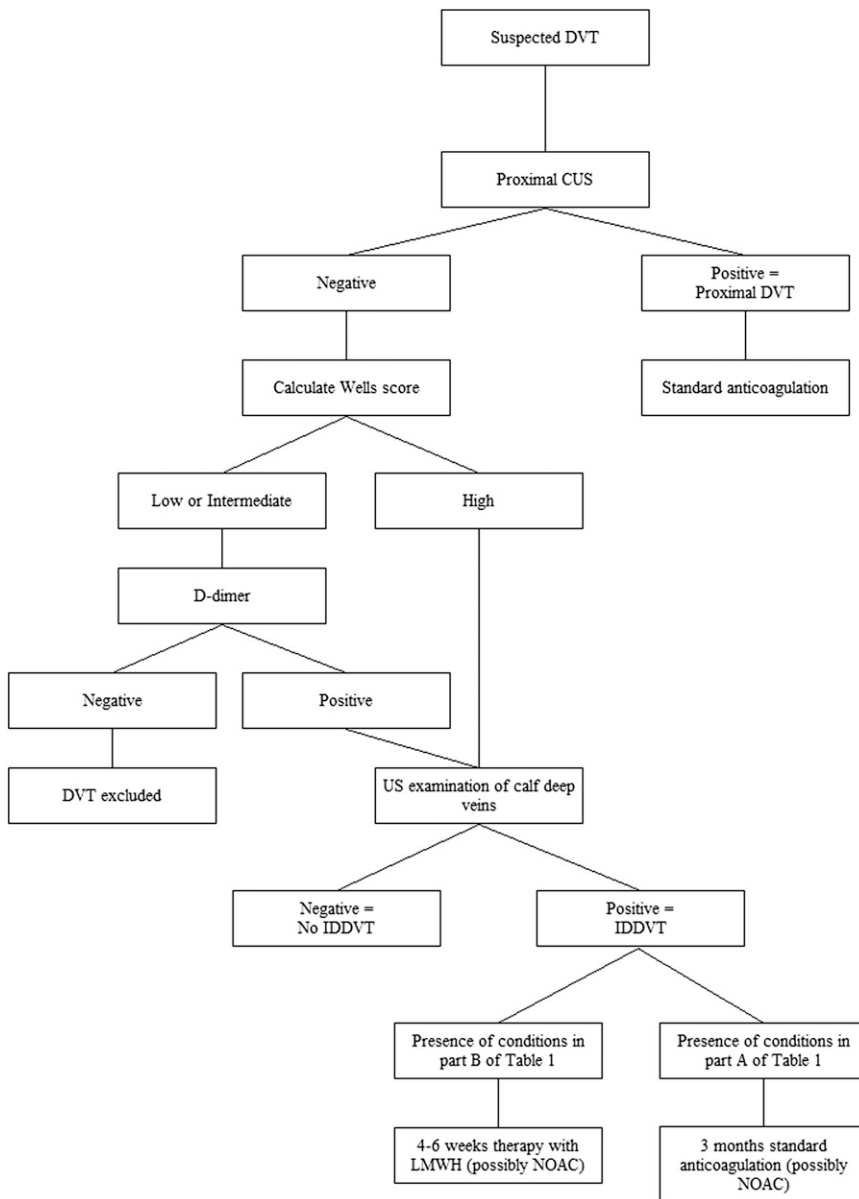 Suspected DVT
Proximal CUS
Negative
Positive =
Proximal DVT
Calculate Wells score
Standard anticoagulation
Low or Intermediate
High
D-dimer
Negative
Positive
DVT excluded
US examination of calf deep
veins
Negative =
No IDDVT
Positive =
IDDVT
Presence of conditions in
part B of Table 1
Presence of conditions in
part A of Table 1
4-6 weeks therapy with
LMWH (possibly NOAC)
3 months standard
anticoagulation (possibly
NOAC)